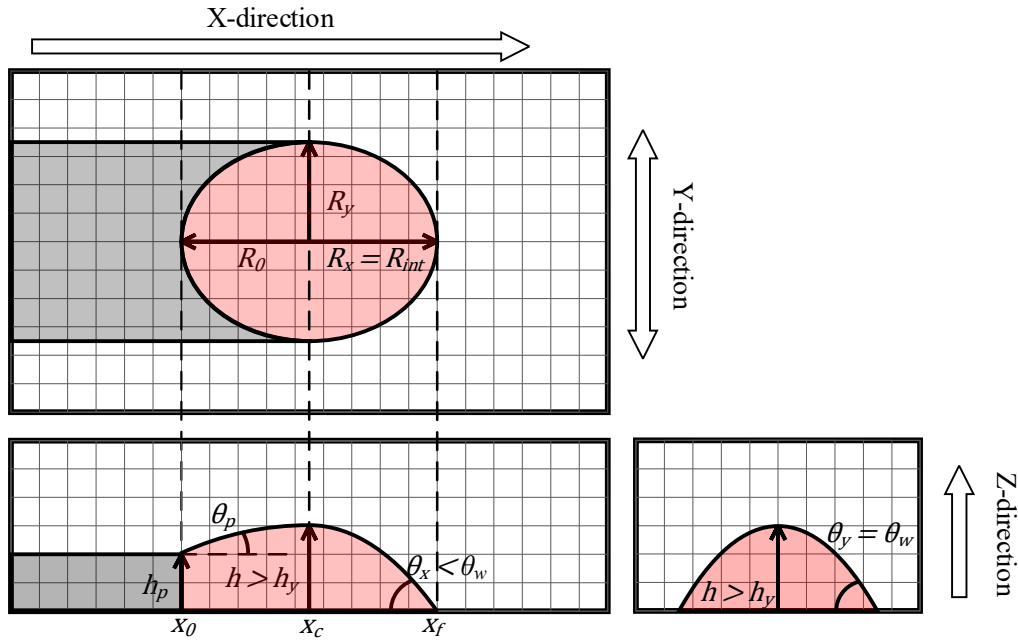 X-direction
R_y
R_0
R_x = R_int
Y-direction
θ_p
h_p
h > h_y
θ_x < θ_w
x_0
x_c
x_f
θ_y = θ_w
h > h_y
Z-direction